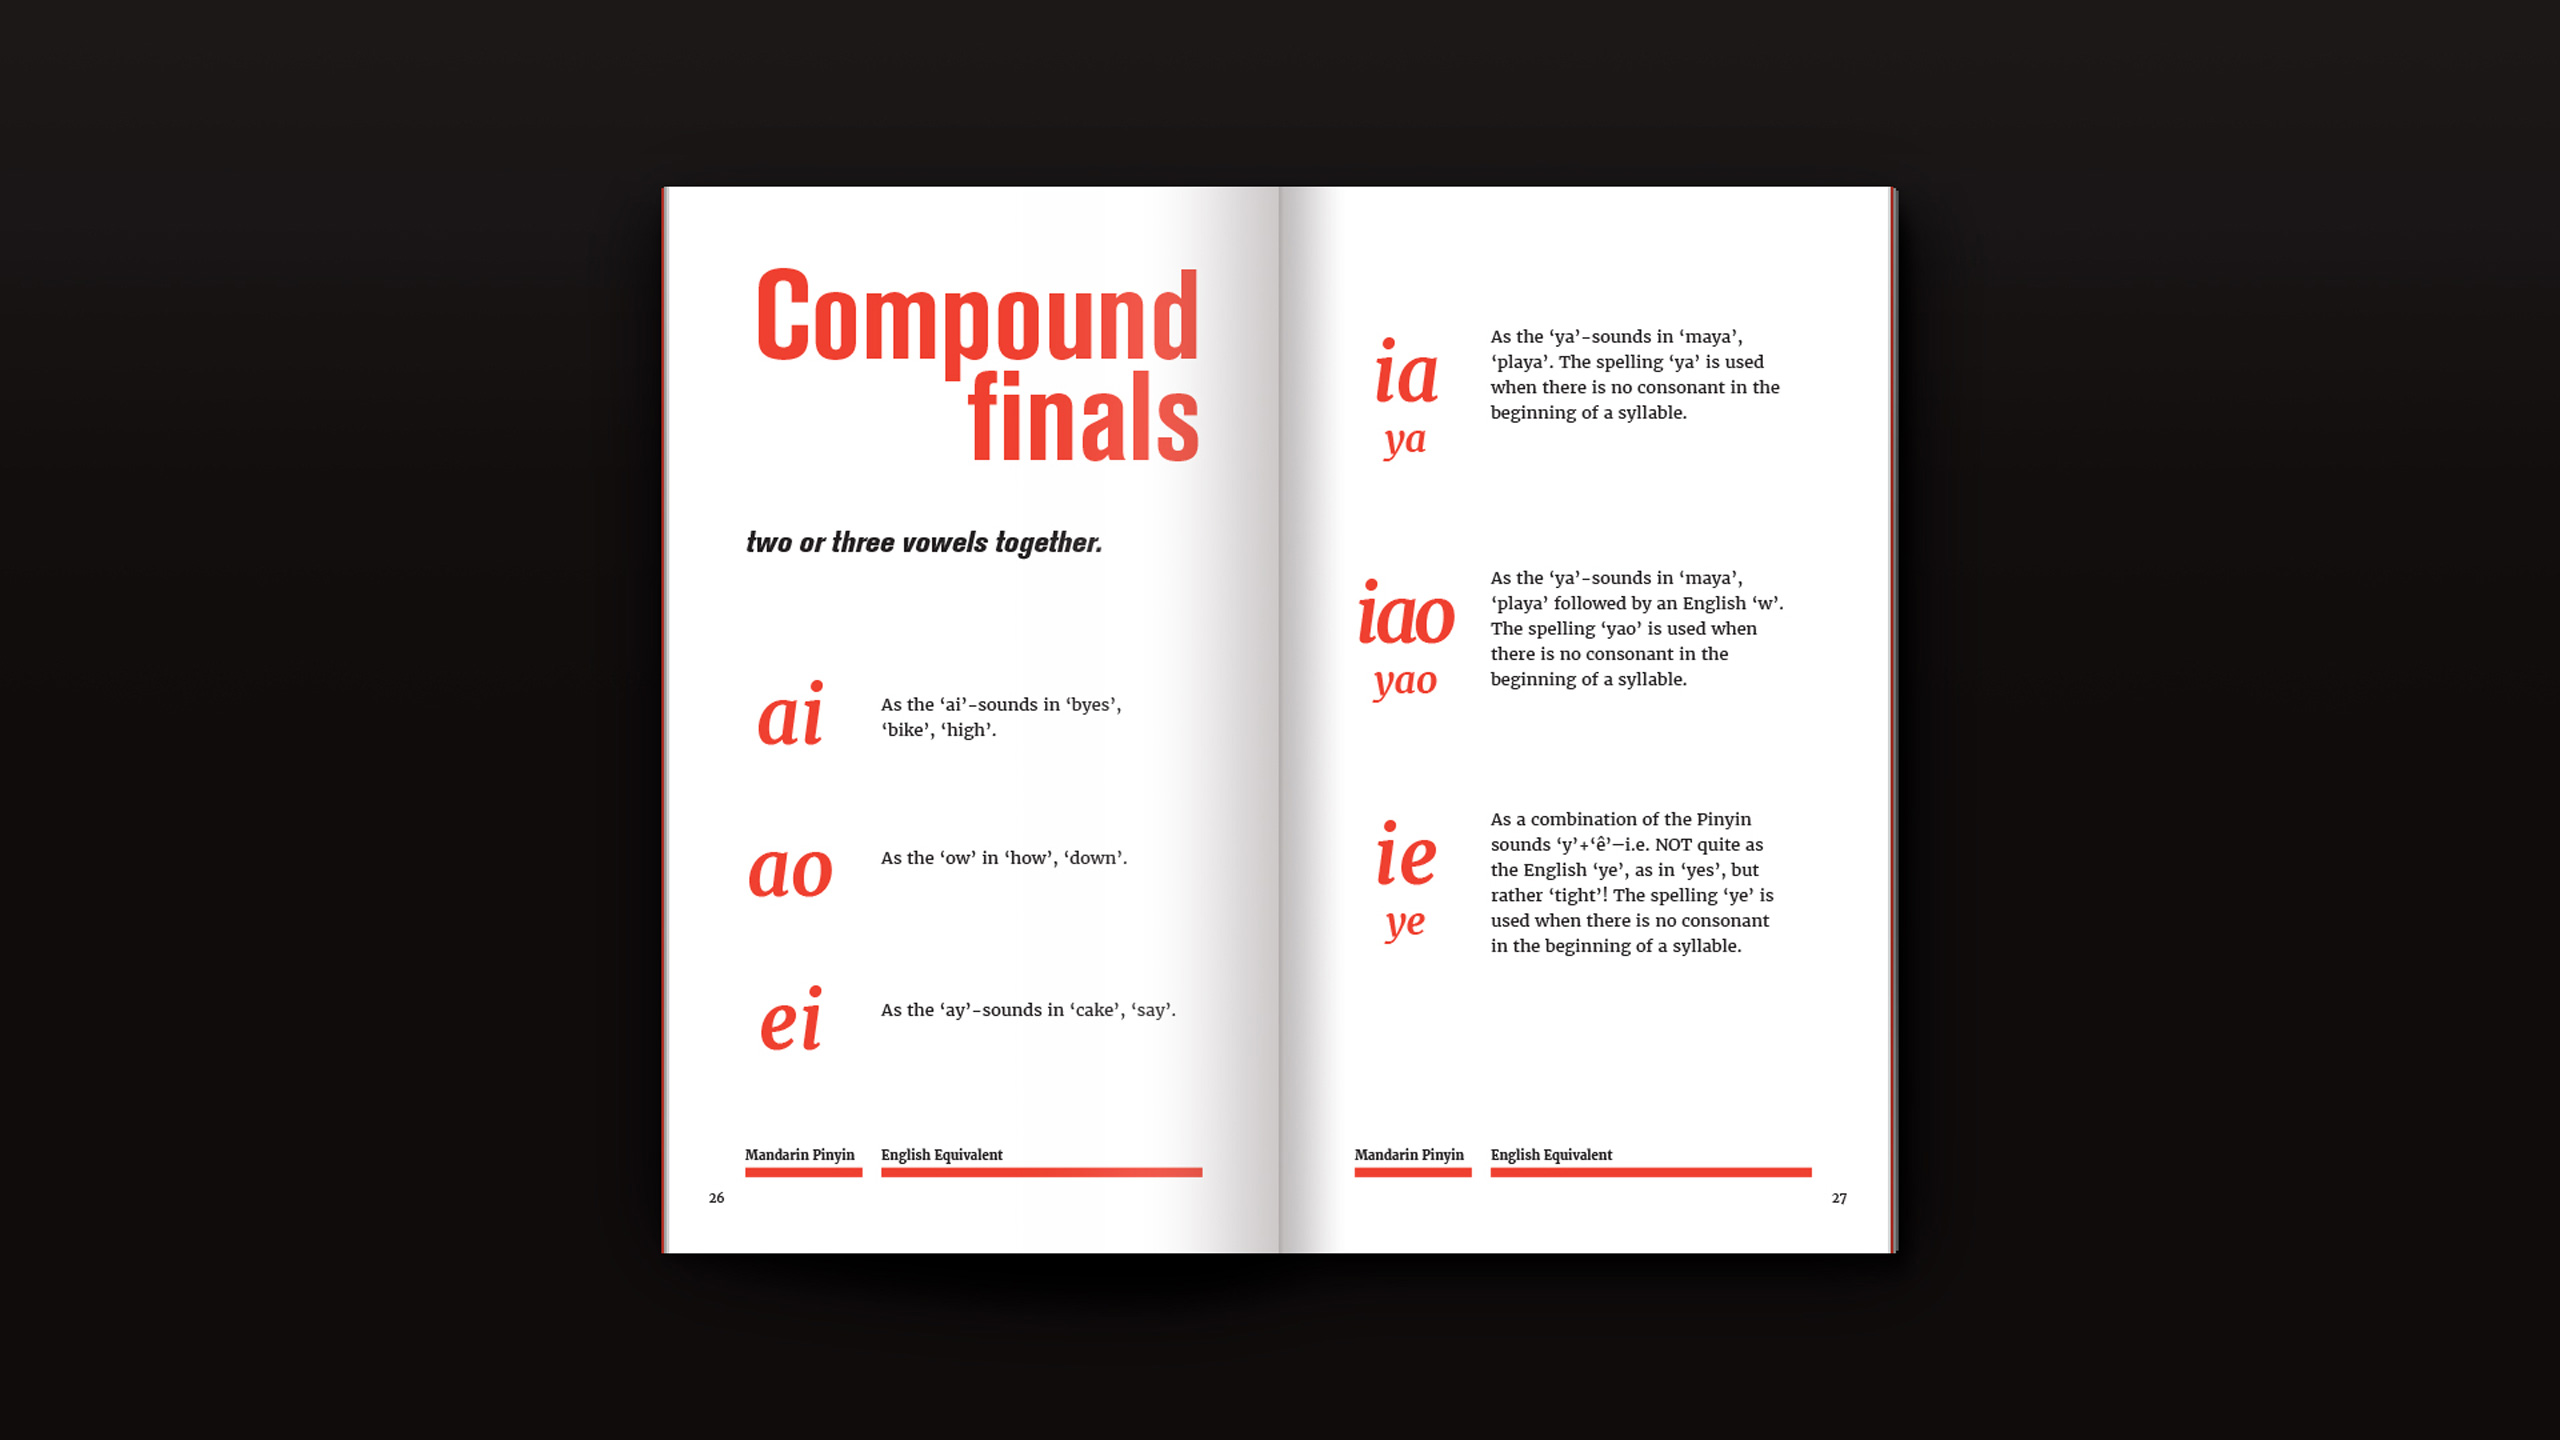 Compound
finals
two or three vowels together.
ai
As the ‘ai’-sounds in ‘byes’,
‘bike’, ‘high’.
ao
As the ‘ow’ in ‘how’, ‘down’.
ei
As the ‘ay’-sounds in ‘cake’, ‘say’.
Mandarin Pinyin
English Equivalent
26
ia
ya
As the ‘ya’-sounds in ‘maya’,
‘playa’. The spelling ‘ya’ is used
when there is no consonant in the
beginning of a syllable.
iao
yao
As the ‘ya’-sounds in ‘maya’,
‘playa’ followed by an English ‘w’.
The spelling ‘yao’ is used when
there is no consonant in the
beginning of a syllable.
ie
ye
As a combination of the Pinyin
sounds ‘y’+‘ê’—i.e. NOT quite as
the English ‘ye’, as in ‘yes’, but
rather ‘tight’! The spelling ‘ye’ is
used when there is no consonant
in the beginning of a syllable.
Mandarin Pinyin
English Equivalent
27